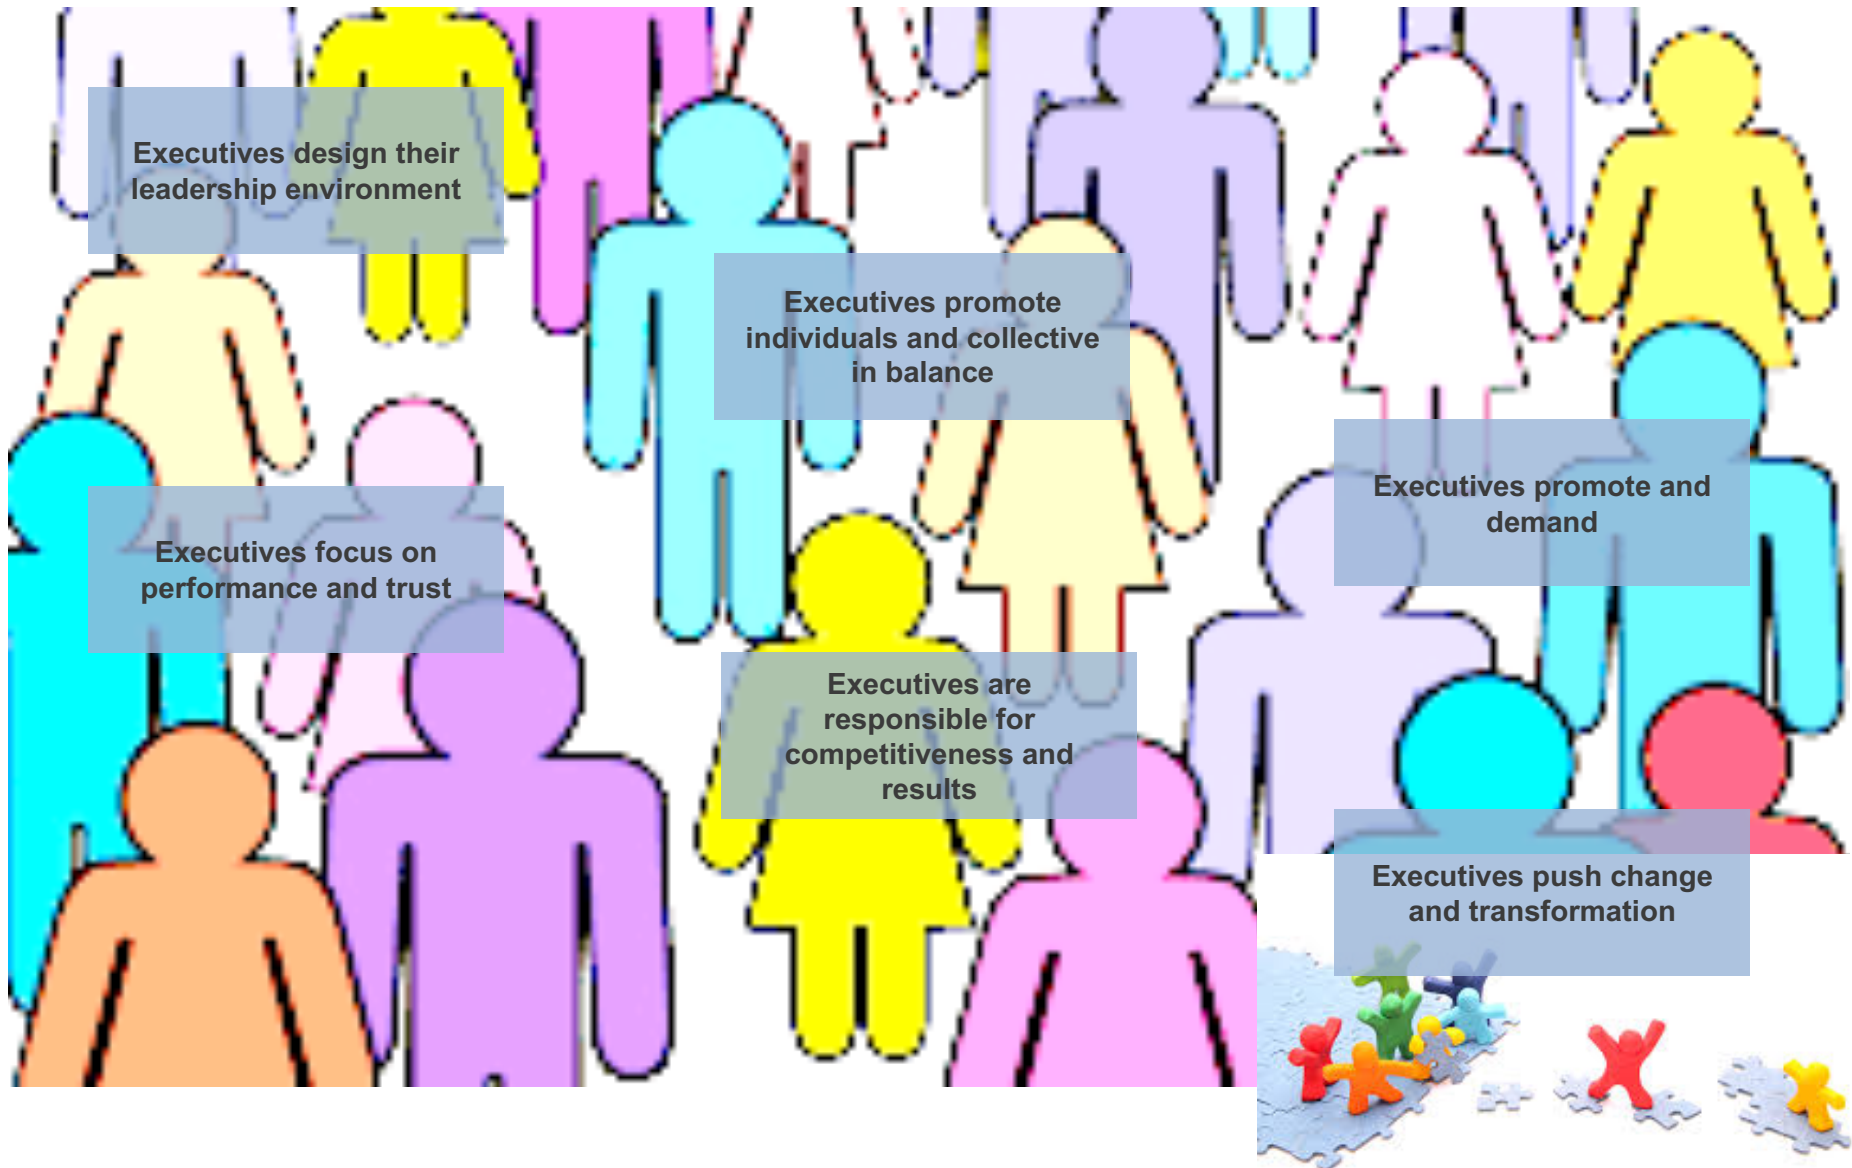 Executives design their
leadership environment
Executives promote
individuals and collective
in balance
Executives promote and
demand
Executives focus on
performance and trust
Executives are
responsible for
competitiveness and
results
Executives push change
and transformation